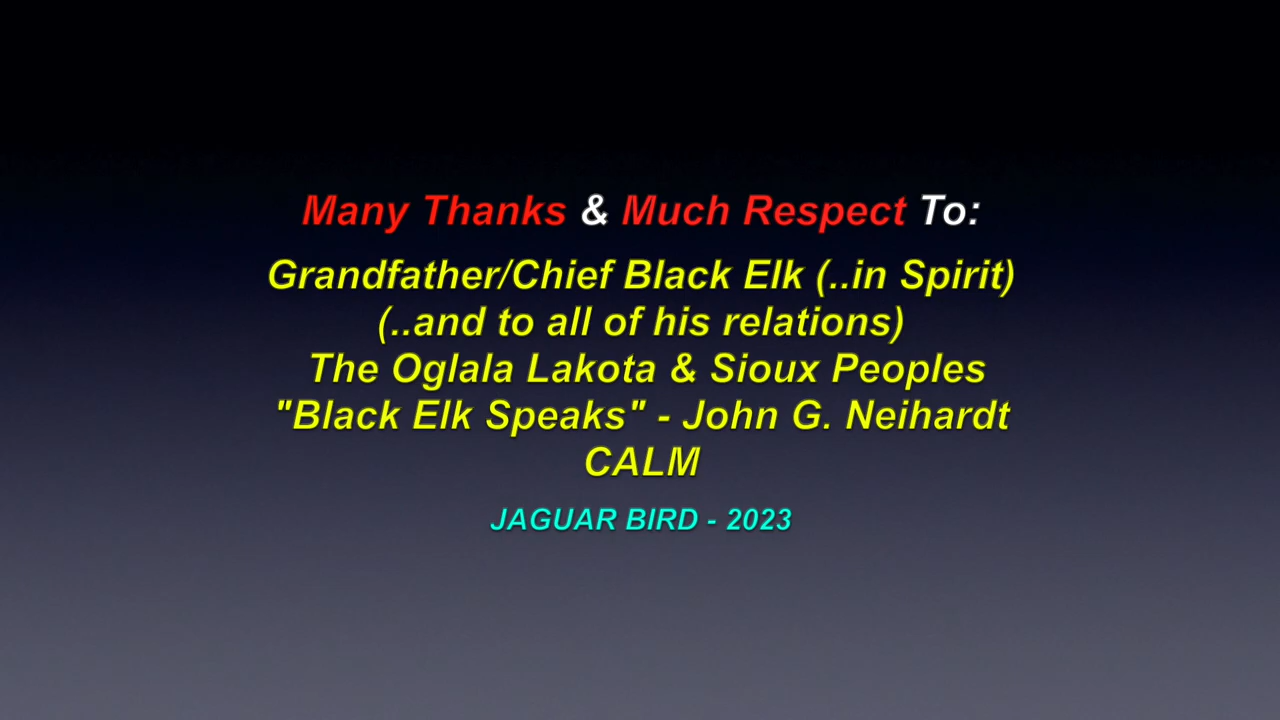 Many Thanks & Much Respect To:
Grandfather/Chief Black Elk (..in Spirit)
(..and to all of his relations)
The Oglala Lakota & Sioux Peoples
"Black Elk Speaks" - John G. Neihardt
CALM
JAGUAR BIRD - 2023